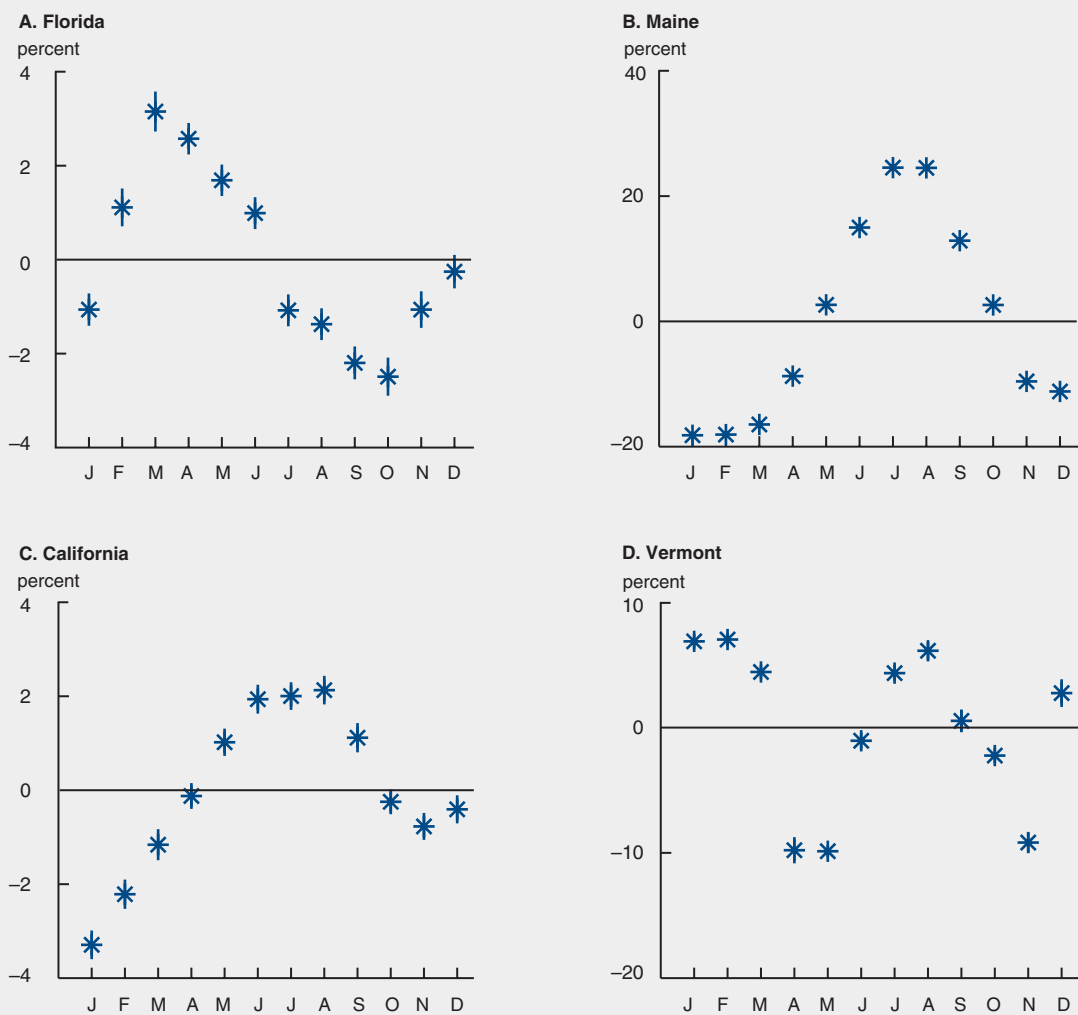 A. Florida
percent
4
2
0
–2
–4
J F M A M J J A S O N D
B. Maine
percent
40
20
0
–20
J F M A M J J A S O N D
C. California
percent
4
2
0
–2
–4
J F M A M J J A S O N D
D. Vermont
percent
10
0
–10
–20
J F M A M J J A S O N D